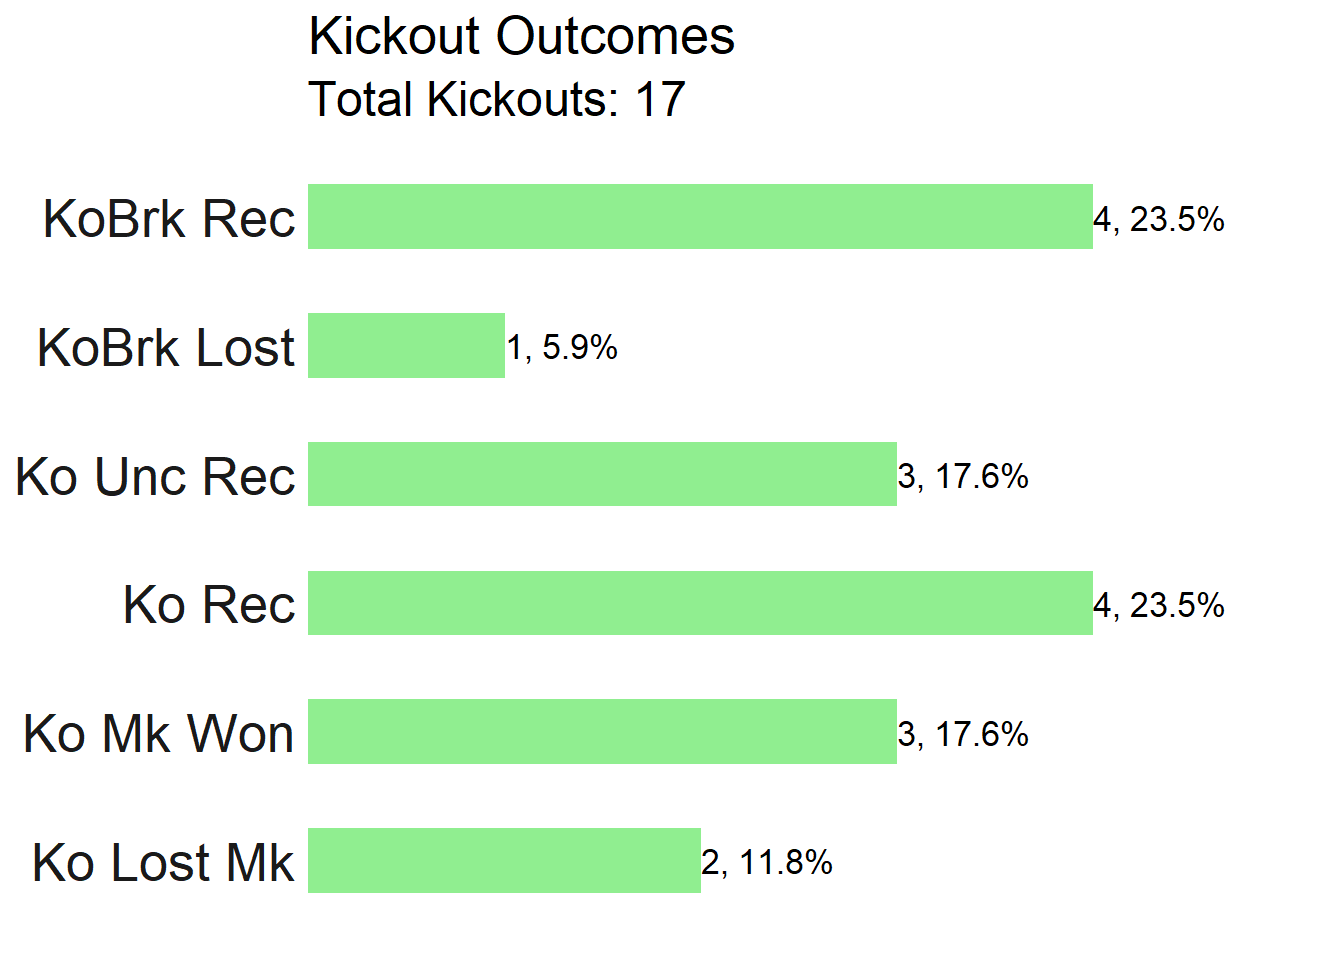 Kickout Outcomes
Total Kickouts: 17
KoBrk Rec 4, 23.5%
KoBrk Lost 1, 5.9%
Ko Unc Rec 3, 17.6%
Ko Rec 4, 23.5%
Ko Mk Won 3, 17.6%
Ko Lost Mk 2, 11.8%